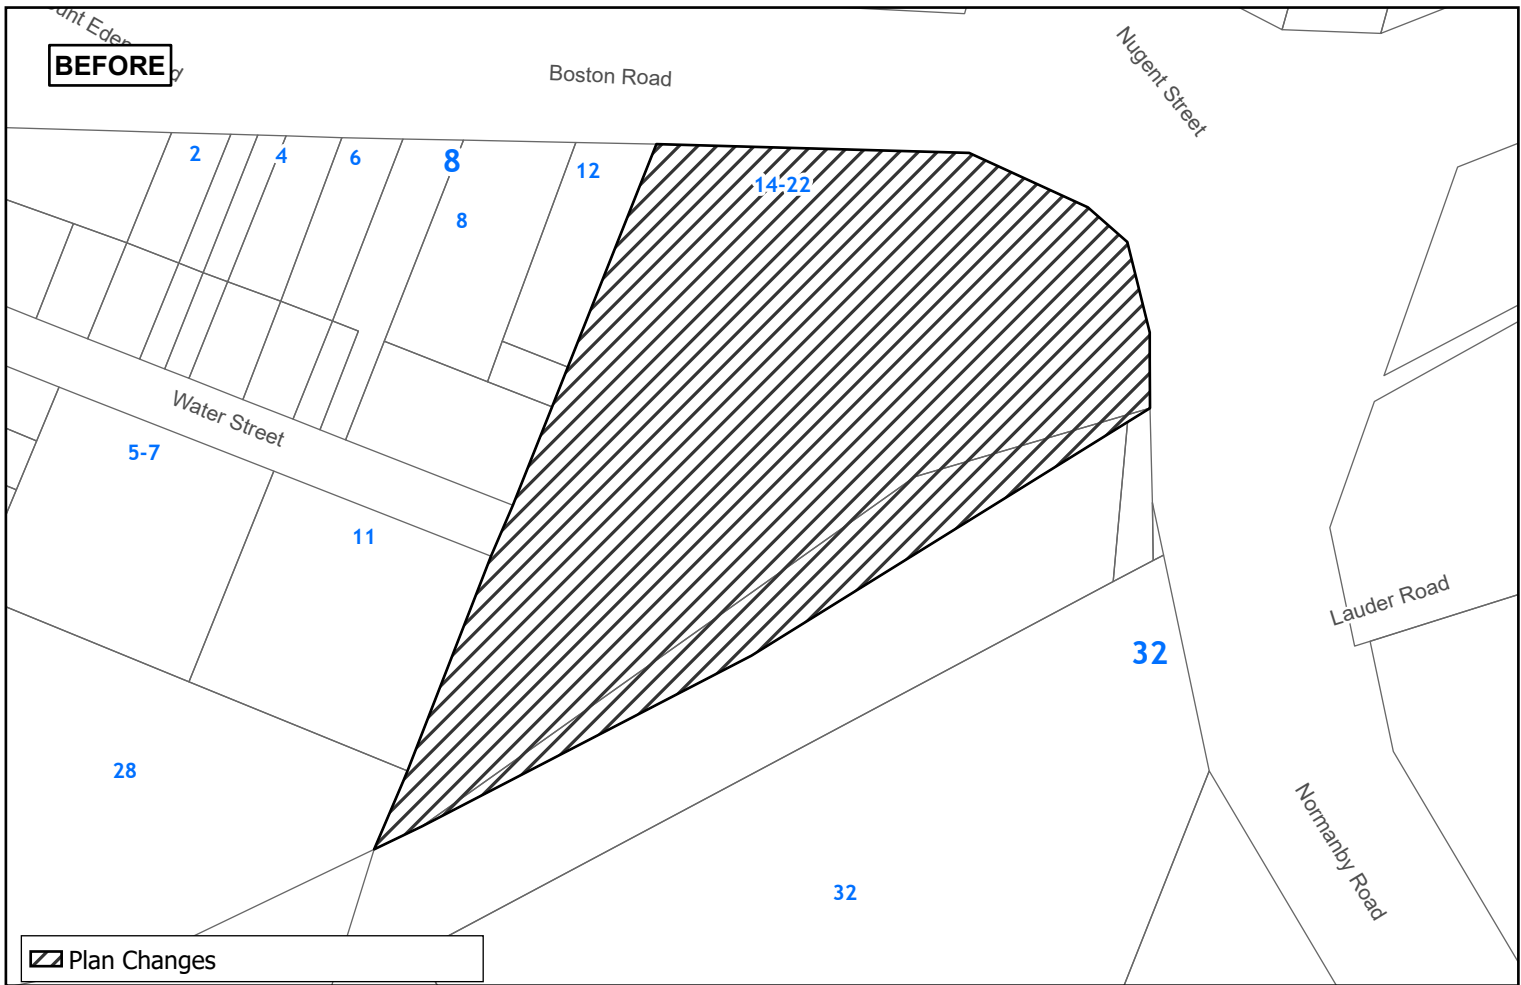 BEFORE
Boston Road
Nugent Street
2
4
6
8
12
14-22
8
Water Street
5-7
11
Lauder Road
32
28
Normanby Road
32
Plan Changes